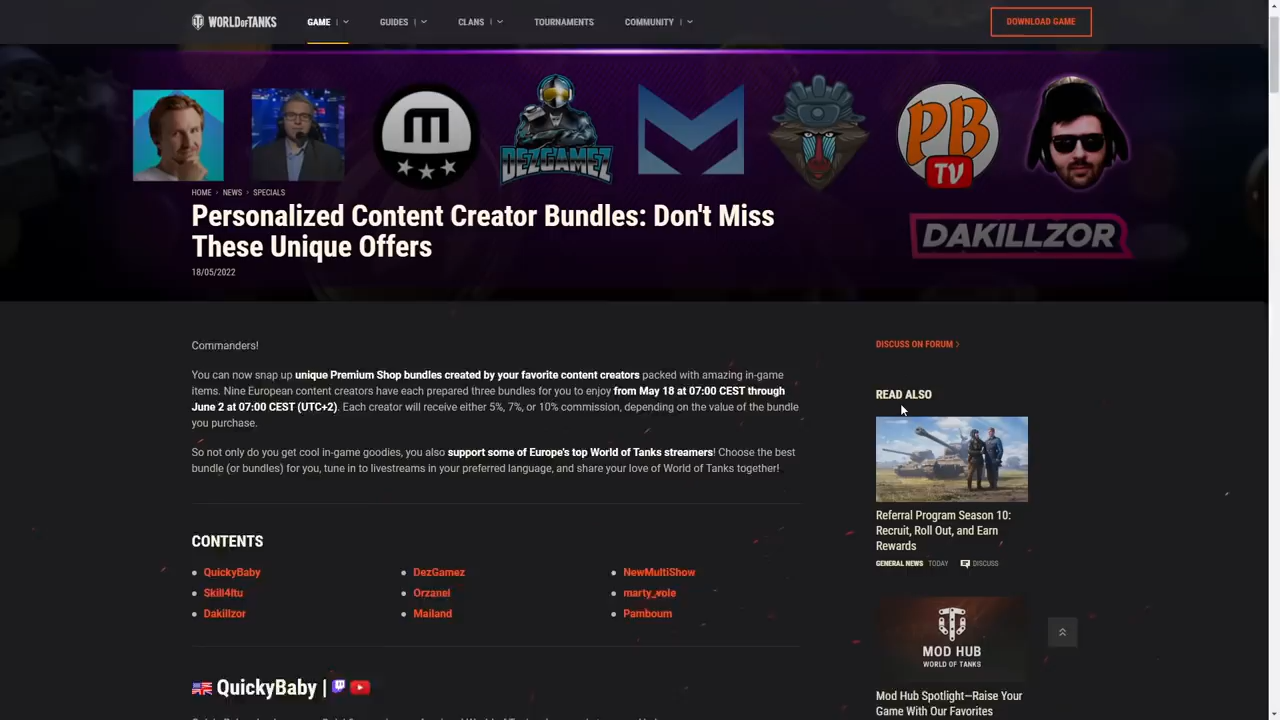 WORLD OF TANKS
GAME
GUIDES
CLANS
TOURNAMENTS
COMMUNITY
DOWNLOAD GAME
M
DEZGAMEZ
PB
TV
DAKILLZOR
HOME › NEWS › SPECIALS
Personalized Content Creator Bundles: Don't Miss
These Unique Offers
18/05/2022
Commanders!
You can now snap up unique Premium Shop bundles created by your favorite content creators packed with amazing in-game
items. Nine European content creators have each prepared three bundles for you to enjoy from May 18 at 07:00 CEST through
June 2 at 07:00 CEST (UTC+2). Each creator will receive either 5%, 7%, or 10% commission, depending on the value of the bundle
you purchase.
So not only do you get cool in-game goodies, you also support some of Europe's top World of Tanks streamers! Choose the best
bundle (or bundles) for you, tune in to livestreams in your preferred language, and share your love of World of Tanks together!
CONTENTS
QuickyBaby
DezGamez
NewMultiShow
Skill4ltu
Orzanel
marty_vole
Dakillzor
Mailand
Pamboum
QuickyBaby |
DISCUSS ON FORUM ›
READ ALSO
Referral Program Season 10:
Recruit, Roll Out, and Earn
Rewards
GENERAL NEWS TODAY DISCUSS
MOD HUB
WORLD OF TANKS
Mod Hub Spotlight—Raise Your
Game With Our Favorites